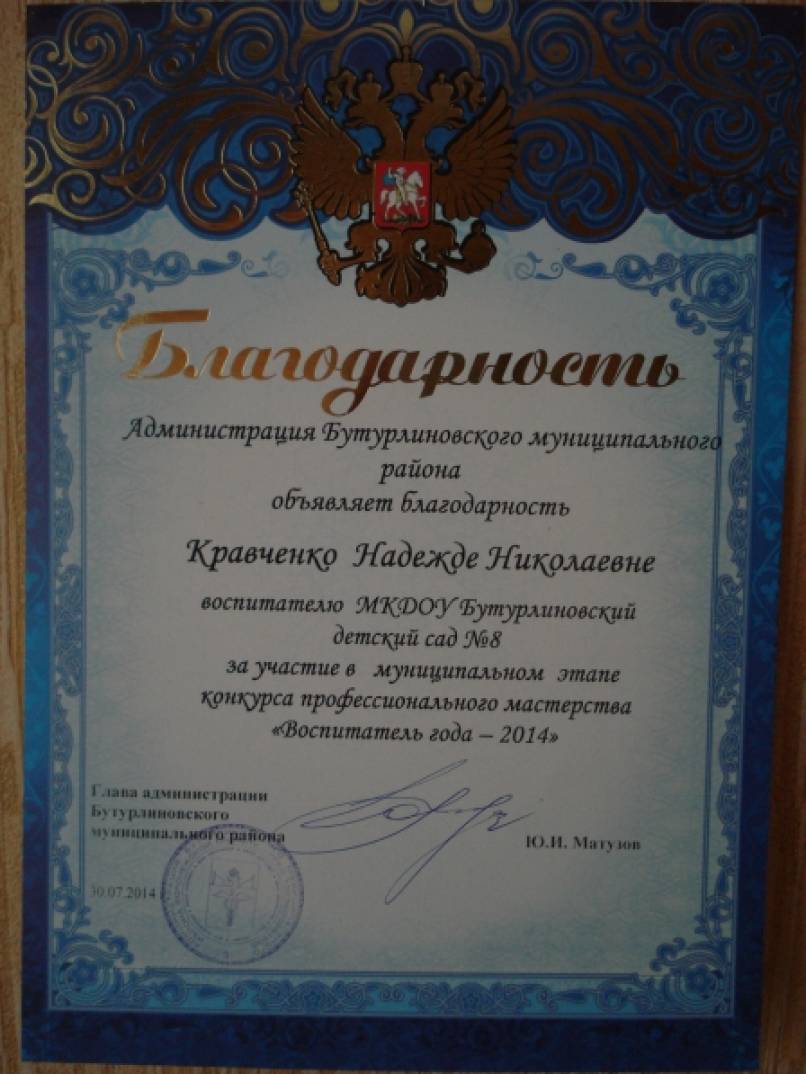 Благодарность
Администрация Бутурлиновского муниципального
района
объявляет благодарность
Кравченко Надежде Николаевне
воспитателю МКДОУ Бутурлиновский
детский сад №8
за участие в муниципальном этапе
конкурса профессионального мастерства
«Воспитатель года – 2014»
Глава администрации
Бутурлиновского
муниципального района
Ю.И. Матузов
30.07.2014